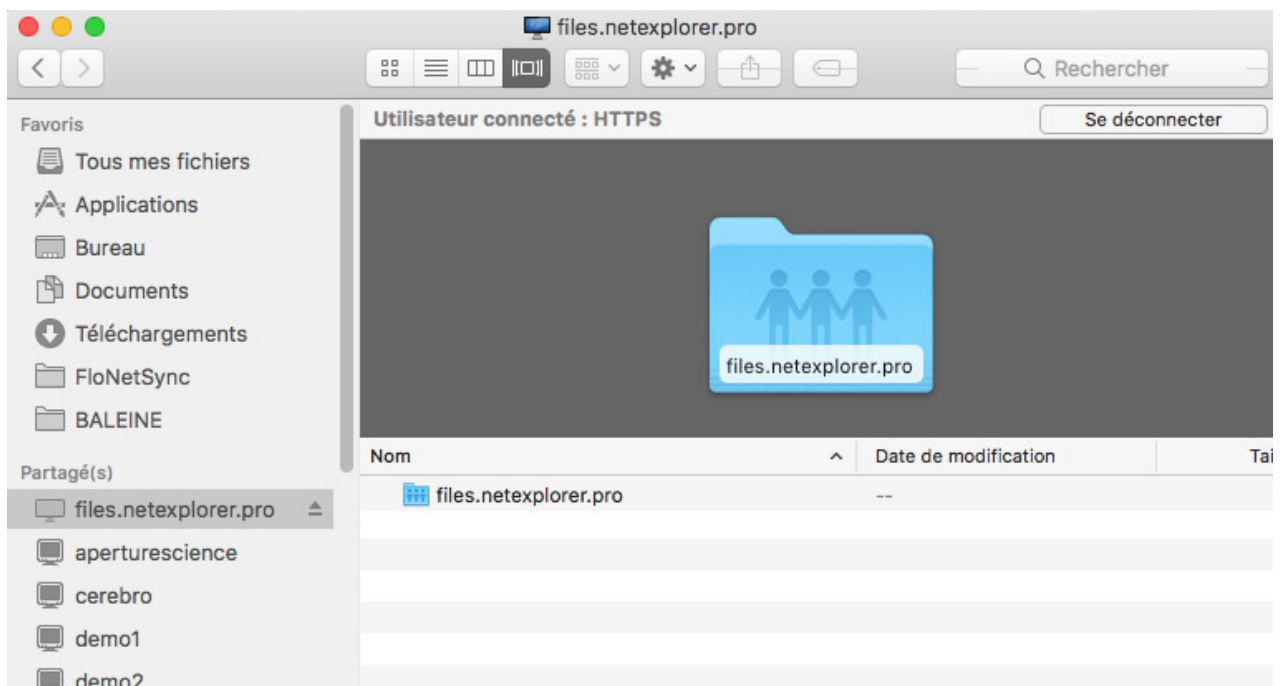 files.netexplorer.pro
Rechercher
Favoris
Tous mes fichiers
Applications
Bureau
Documents
Téléchargements
FloNetSync
BALEINE
Partagé(s)
files.netexplorer.pro
aperturescience
cerebro
demo1
demo2
Utilisateur connecté : HTTPS
Se déconnecter
files.netexplorer.pro
Nom
Date de modification
Tai
files.netexplorer.pro
--